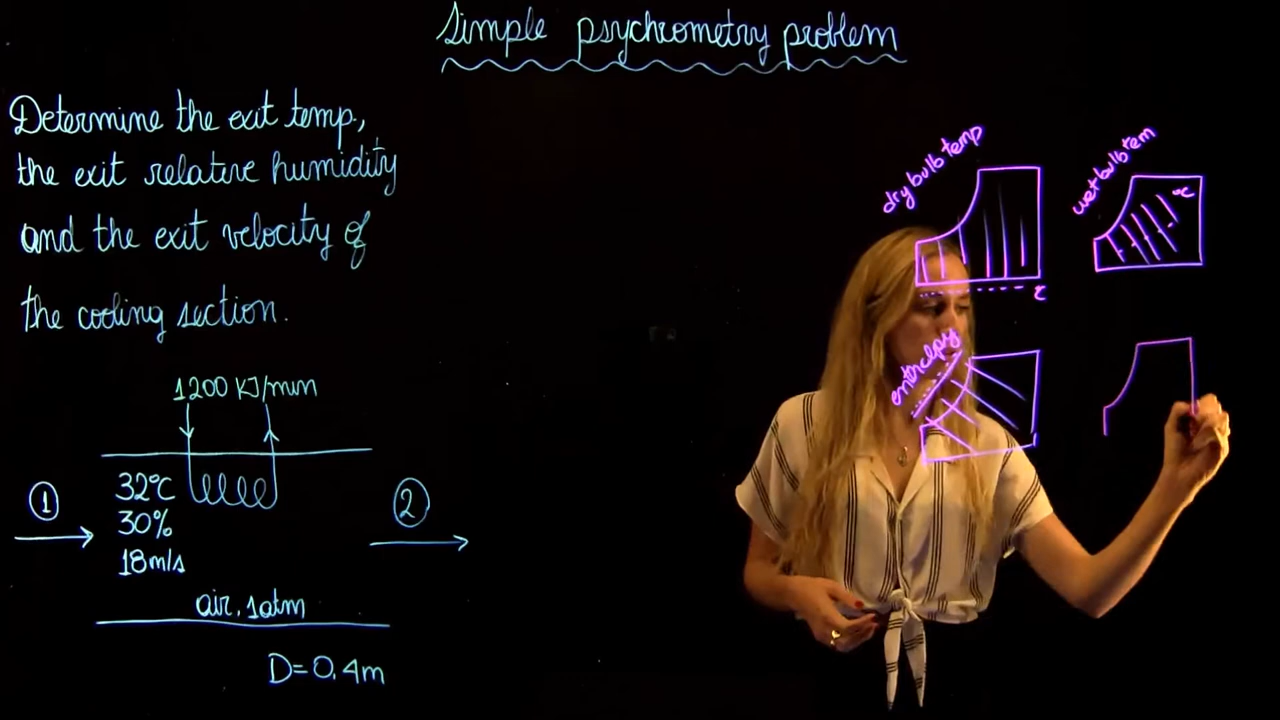 Simple psychrometry problem
Determine the exit temp,
the exit relative humidity
and the exit velocity of
the cooling section.
1200 KJ/min
1
32°C
30%
18m/s
2
air, 1atm
D=0.4m
dry bulb temp
°C
wet bulb tem
°C
enthalpy